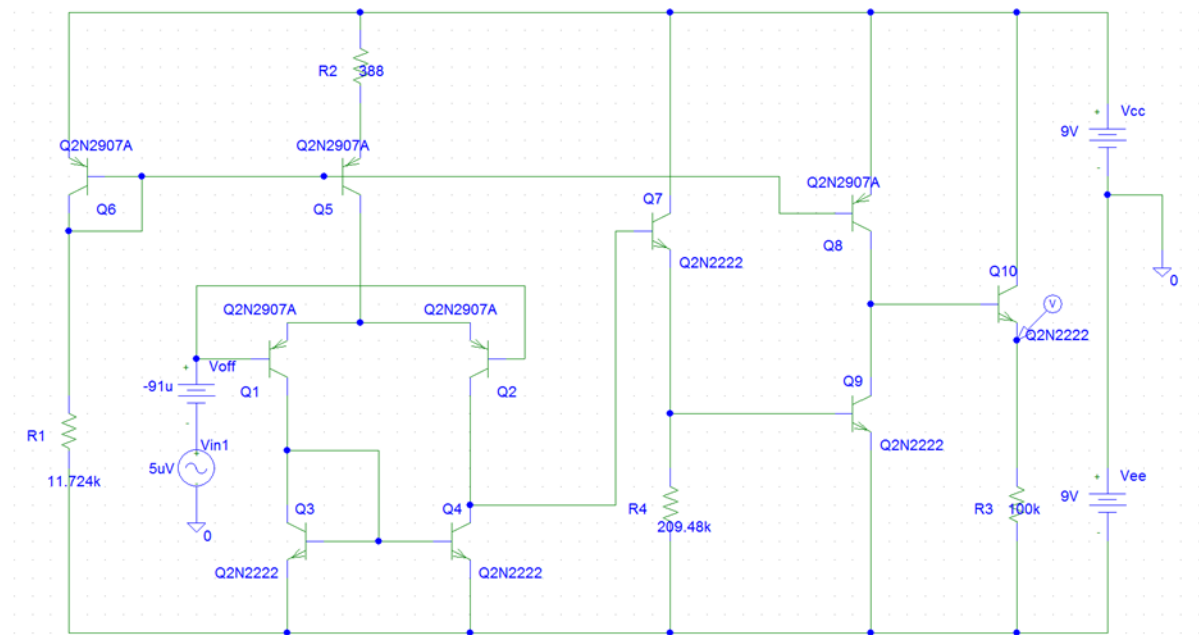 R2
388
Vcc
9V
Q2N2907A
Q2N2907A
Q2N2907A
Q6
Q5
Q7
Q8
Q2N2222
0
Q10
Q2N2907A
Q2N2907A
V
Q2N2222
Voff
-91u
Q1
Q2
Q9
R1
Vin1
5uV
Q2N2222
11.724k
Vee
9V
Q3
Q4
R4
209.48k
R3
100k
0
Q2N2222
Q2N2222
+
-
+
-
+
-
+